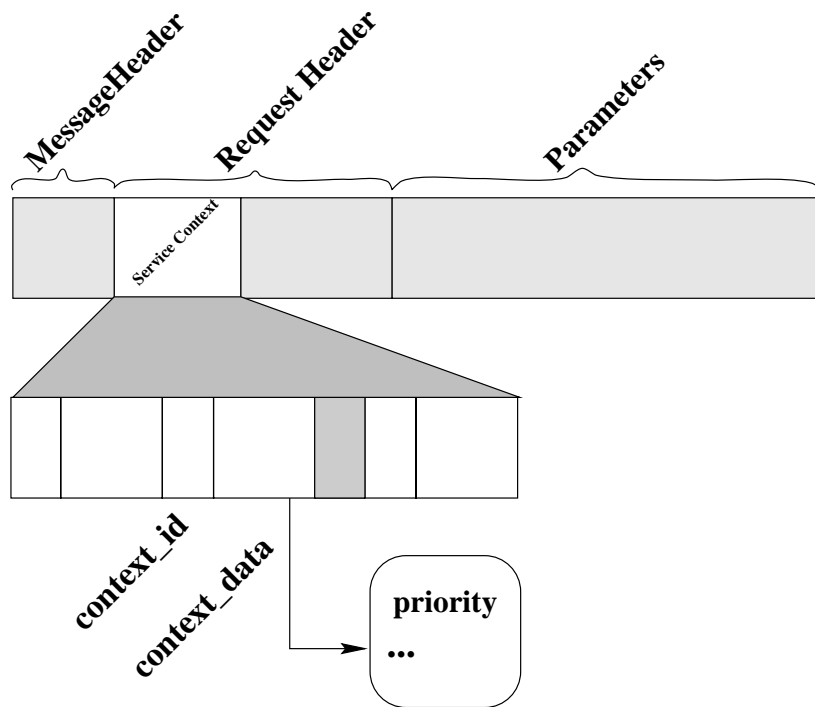 MessageHeader
Request Header
Parameters
Service Context
context_id
context_data
priority
...